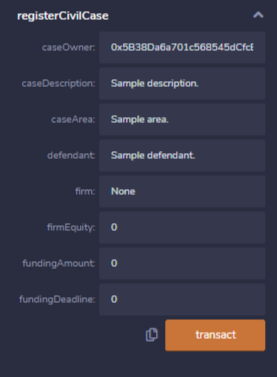 registerCivilCase
caseOwner: 0x5B38Da6a701c568545dCfcB
caseDescription: Sample description.
caseArea: Sample area.
defendant: Sample defendant.
firm: None
firmEquity: 0
fundingAmount: 0
fundingDeadline: 0
transact